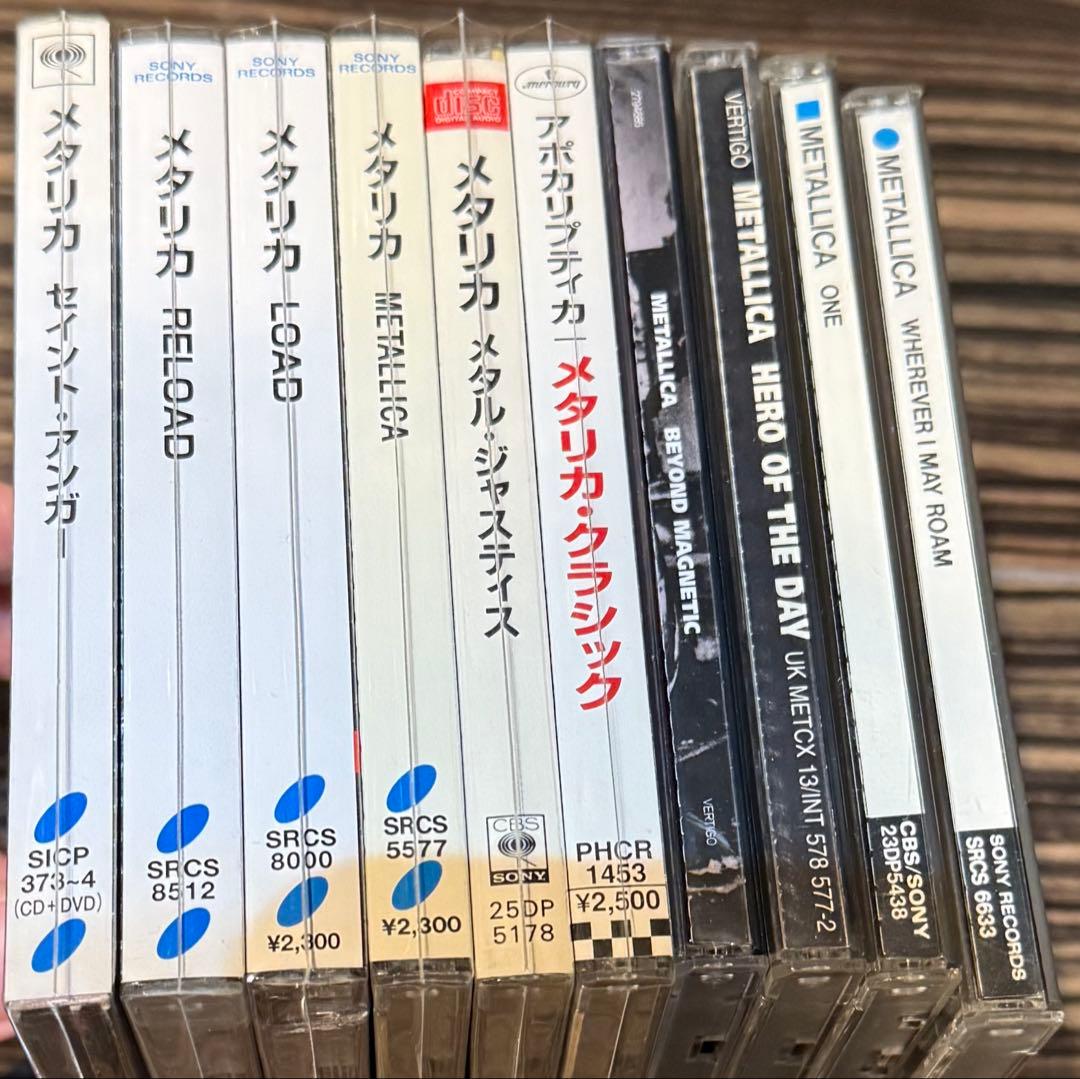 メタリカ セイント・アンガー
SICP
373~4
(CD+DVD)
SONY
RECORDS
メタリカ RELOAD
SRCS
8512
SONY
RECORDS
メタリカ LOAD
SRCS
8000
¥2,300
SONY
RECORDS
メタリカ METALLICA
SRCS
5577
¥2,300
COMPACT
disc
DIGITAL AUDIO
メタリカ メタル・ジャスティス
CBS
SONY
25DP
5178
mercury
アポカリプティカー メタリカ・クラシック
PHCR
1453
¥2,500
METALLICA BEYOND MAGNETIC
VERTIGO
VERTIGO METALLICA HERO OF THE DAY UK METCX 13/INT 578 577-2
METALLICA ONE
CBS/SONY
23DP5438
METALLICA WHEREVER I MAY ROAM
SONY RECORDS
SRCS 6633